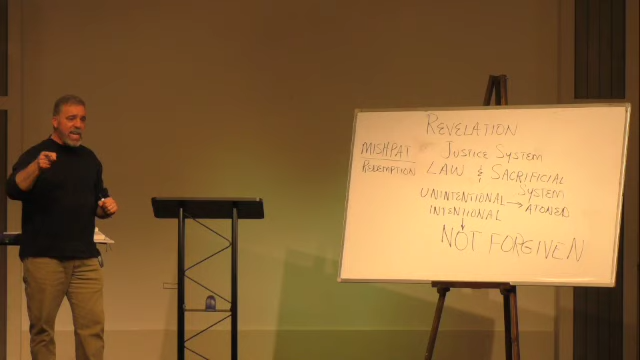 REVELATION
MISHPAT JUSTICE SYSTEM
REDEMPTION LAW & SACRIFICIAL
SYSTEM
UNINTENTIONAL → ATONED
INTENTIONAL
↓
NOT FORGIVEN